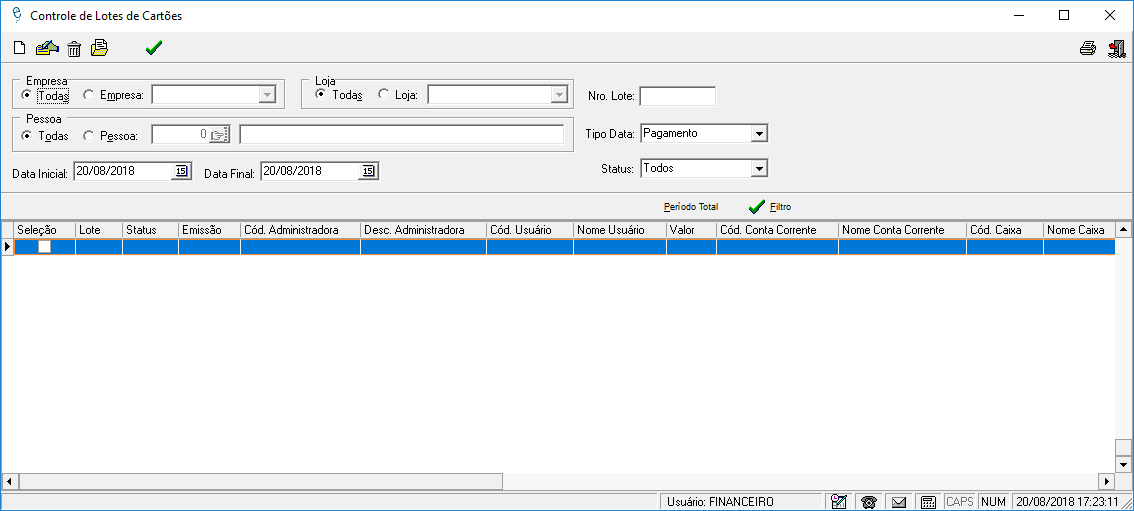 Controle de Lotes de Cartões
Empresa
Todas Empresa:
Loja
Todas Loja:
Nro. Lote:
Pessoa
Todas Pessoa: 0
Tipo Data: Pagamento
Data Inicial: 20/08/2018 15 Data Final: 20/08/2018 15
Status: Todos
Período Total Filtro
Seleção Lote Status Emissão Cód. Administradora Desc. Administradora Cód. Usuário Nome Usuário Valor Cód. Conta Corrente Nome Conta Corrente Cód. Caixa Nome Caixa
Usuário: FINANCEIRO CAPS NUM 20/08/2018 17:23:11